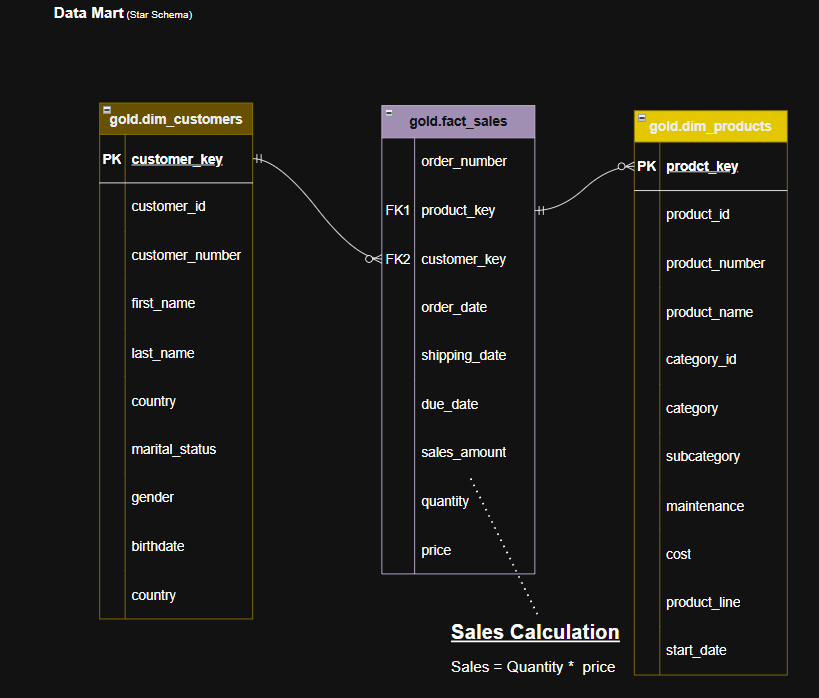 Data Mart (Star Schema)
gold.dim_customers
PK customer_key
customer_id
customer_number
first_name
last_name
country
marital_status
gender
birthdate
country
gold.fact_sales
order_number
FK1 product_key
FK2 customer_key
order_date
shipping_date
due_date
sales_amount
quantity
price
Sales Calculation
Sales = Quantity * price
gold.dim_products
PK prodct_key
product_id
product_number
product_name
category_id
category
subcategory
maintenance
cost
product_line
start_date